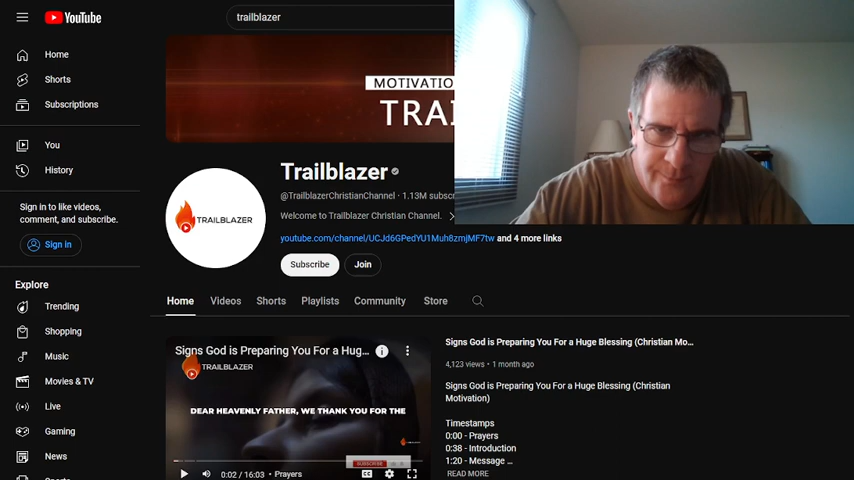 YouTube
trailblazer
Home
Shorts
Subscriptions
You
History
Sign in to like videos,
comment, and subscribe.
Sign in
Explore
Trending
Shopping
Music
Movies & TV
Live
Gaming
News
MOTIVATIO
TRA
TRAILBLAZER
Trailblazer
@TrailblazerChristianChannel · 1.13M subsc
Welcome to Trailblazer Christian Channel.
youtube.com/channel/UCJd6GPedYU1Muh8zmjMF7tw and 4 more links
Subscribe
Join
Home Videos Shorts Playlists Community Store
Signs God is Preparing You For a Hug...
TRAILBLAZER
DEAR HEAVENLY FATHER, WE THANK YOU FOR THE
SUBSCRIBE
0:02 / 16:03 • Prayers
CC
Signs God is Preparing You For a Huge Blessing (Christian Mo...
4,123 views • 1 month ago
Signs God is Preparing You For a Huge Blessing (Christian
Motivation)
Timestamps
0:00 - Prayers
0:38 - Introduction
1:20 - Message ...
READ MORE